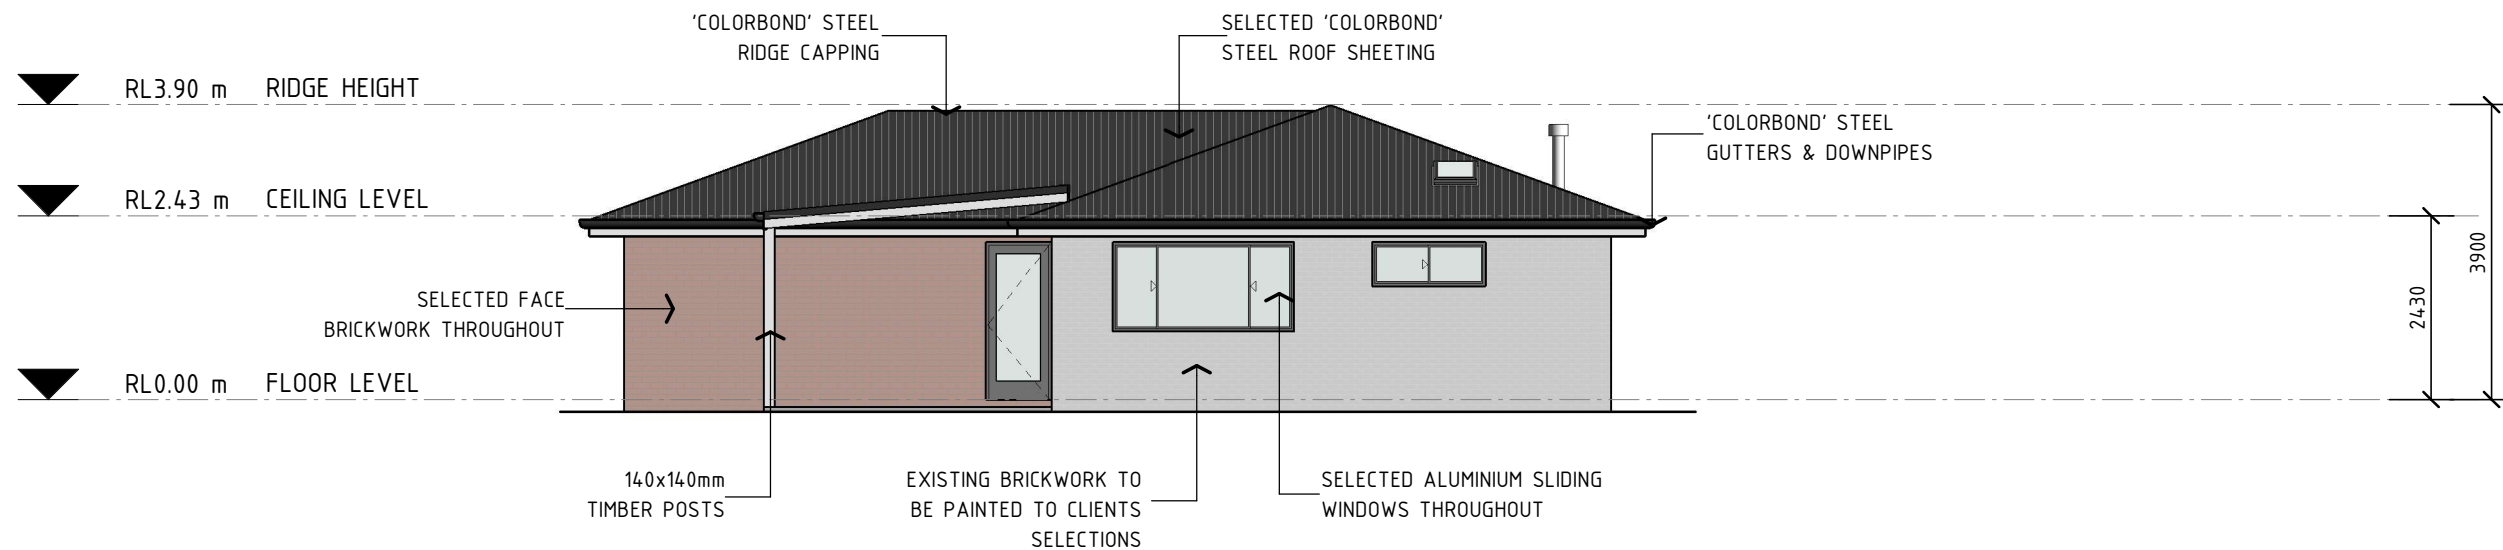 'COLORBOND' STEEL
RIDGE CAPPING
SELECTED 'COLORBOND'
STEEL ROOF SHEETING
RL3.90 m RIDGE HEIGHT
'COLORBOND' STEEL
GUTTERS & DOWNPIPES
RL2.43 m CEILING LEVEL
3900
2430
SELECTED FACE
BRICKWORK THROUGHOUT
RL0.00 m FLOOR LEVEL
140x140mm
TIMBER POSTS
EXISTING BRICKWORK TO
BE PAINTED TO CLIENTS
SELECTIONS
SELECTED ALUMINIUM SLIDING
WINDOWS THROUGHOUT